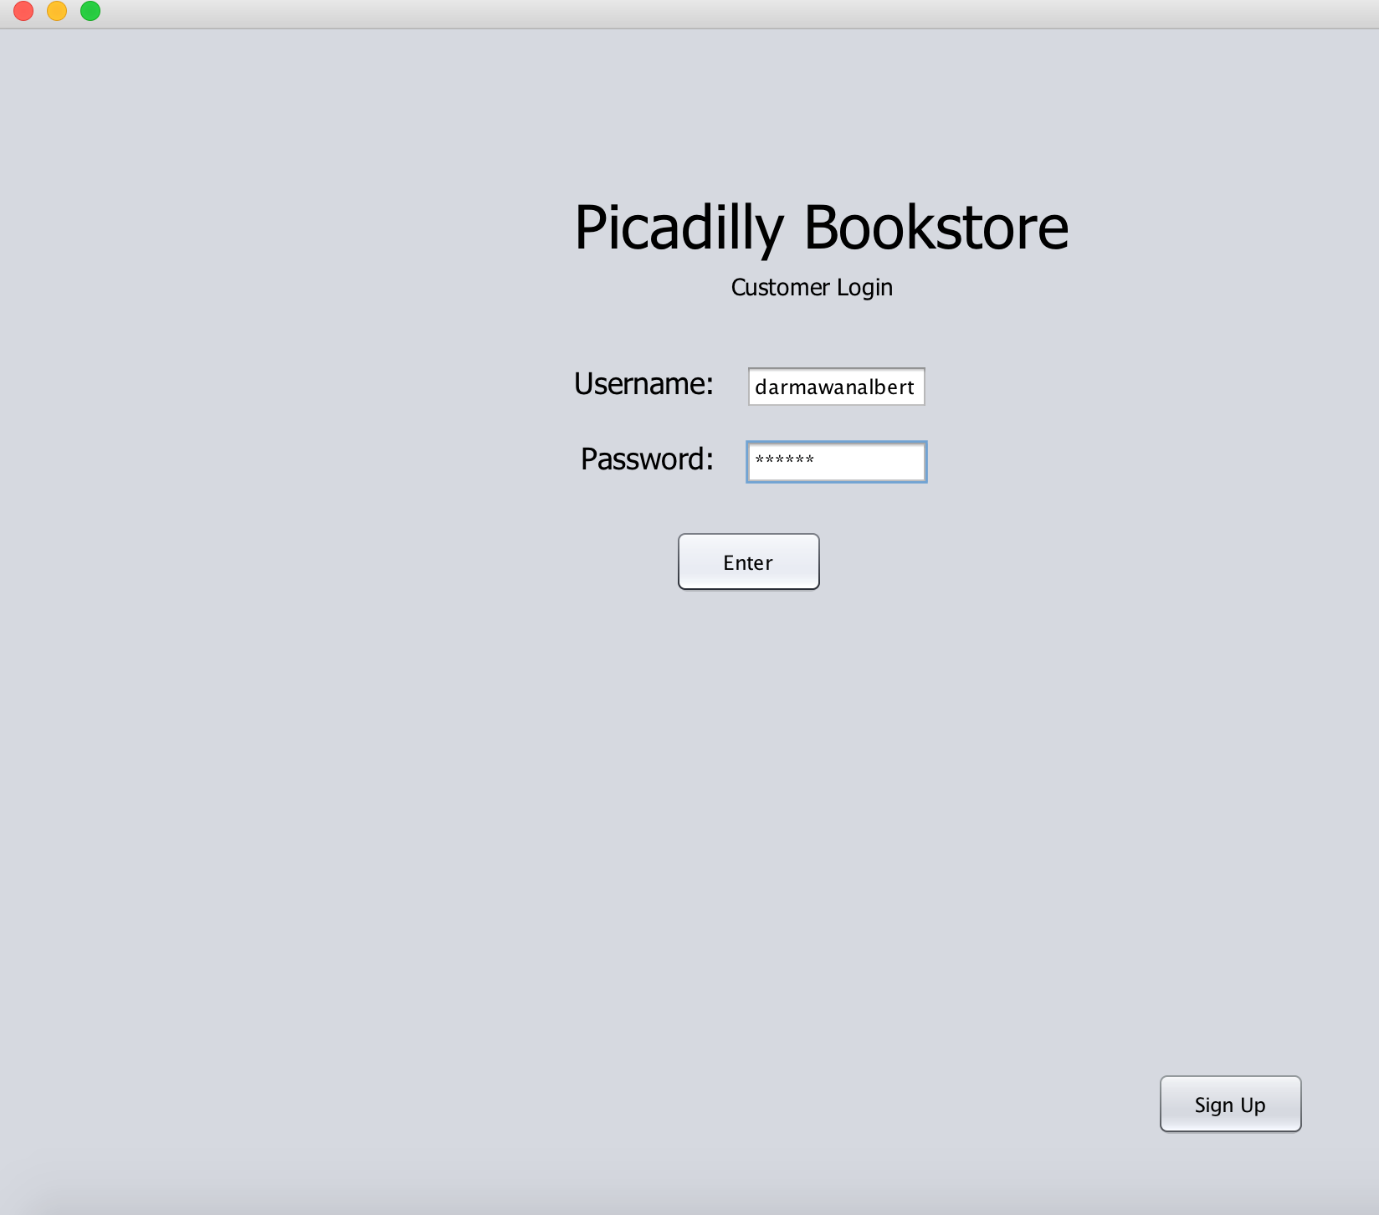 Picadilly Bookstore
Customer Login
Username: darmawanalbert
Password: ******
Enter
Sign Up